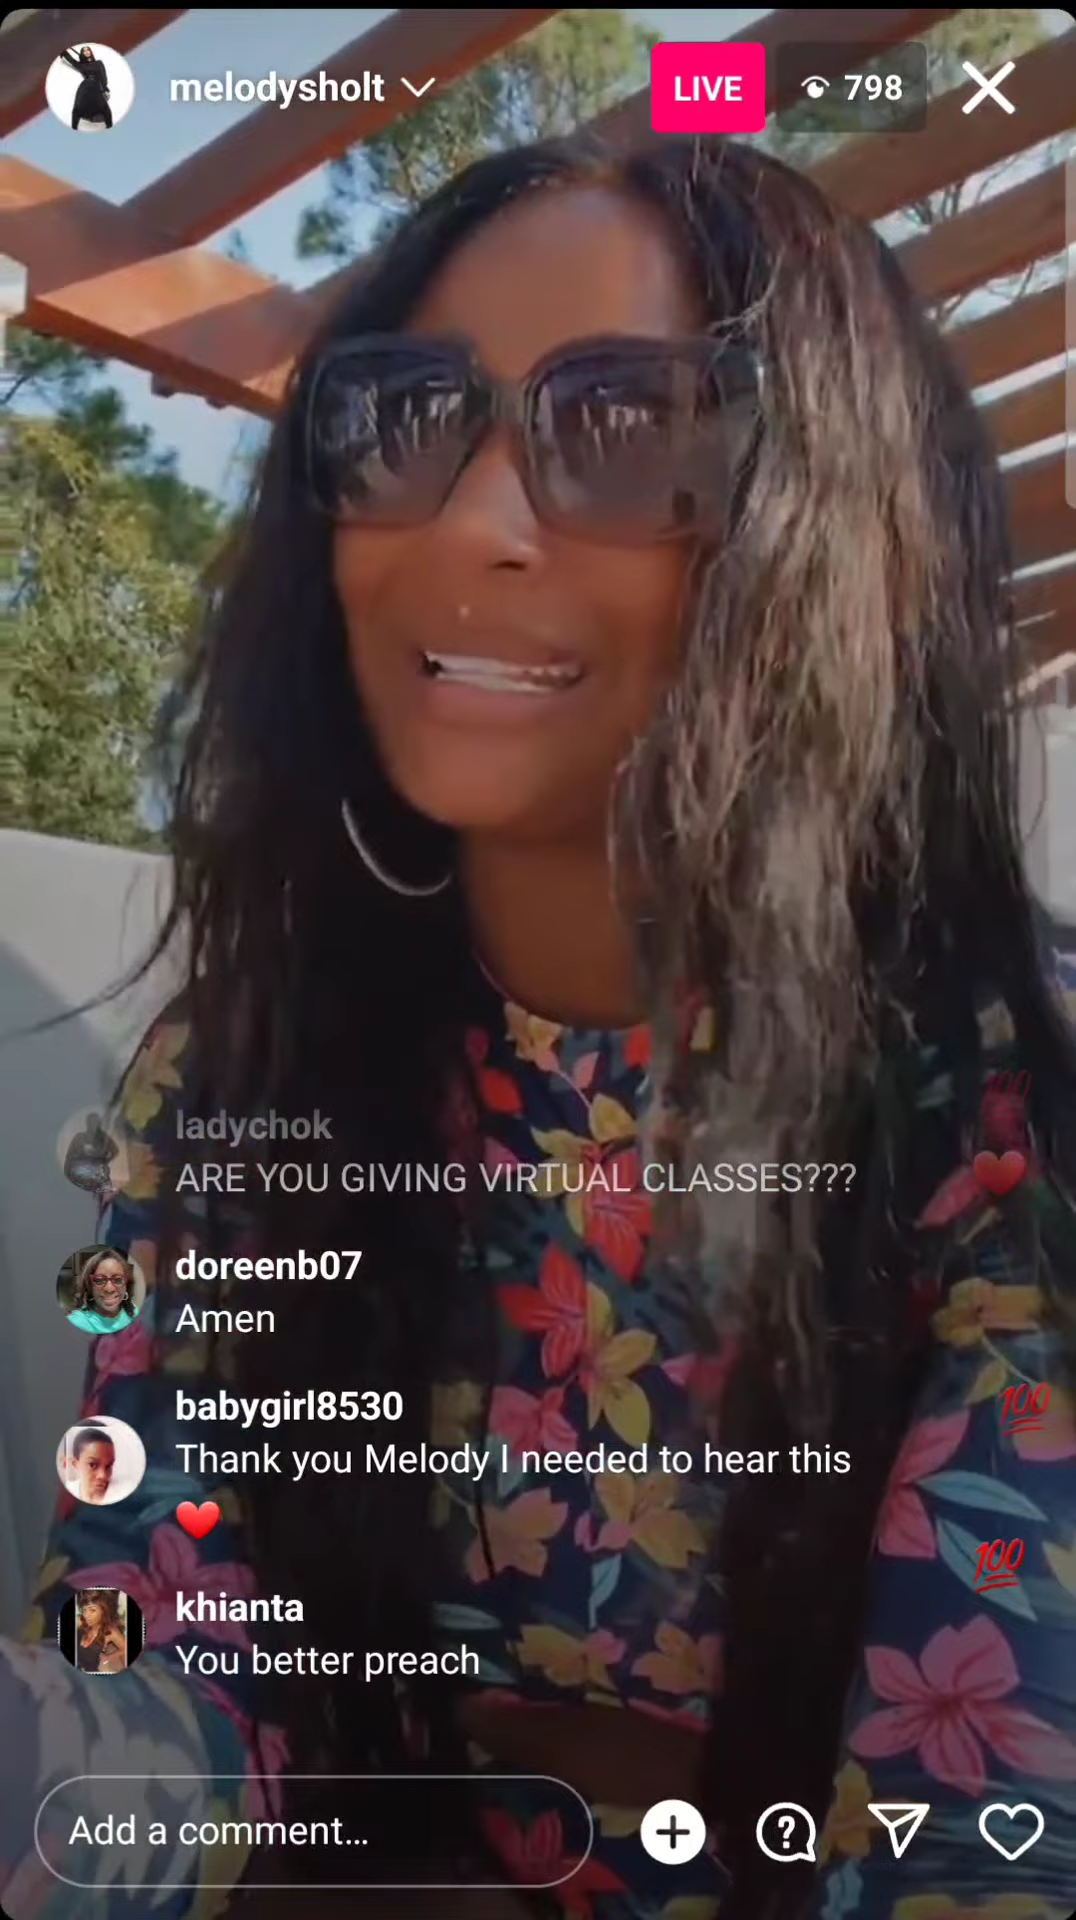 melodysholt
LIVE
798
ladychok
ARE YOU GIVING VIRTUAL CLASSES???
doreenb07
Amen
babygirl8530
Thank you Melody I needed to hear this
❤️
khianta
You better preach
Add a comment...